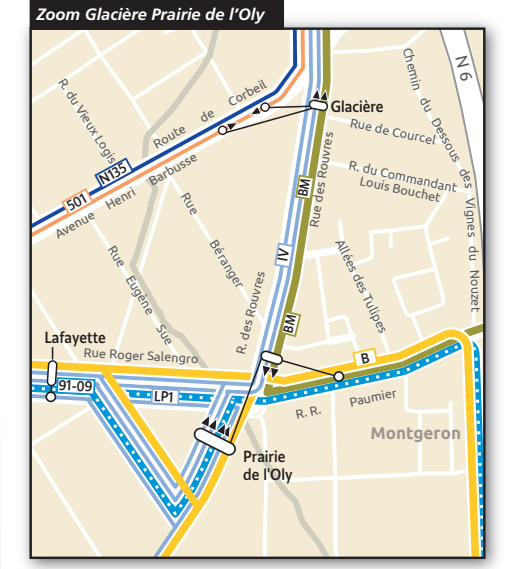 Zoom Glacière Prairie de l'Oly
N 6
Chemin du Dessous des Vignes du Nouzet
R. du Vieux Logis
Route de Corbeil
Glacière
Rue de Courcel
N135
501
Avenue Henri Barbusse
R. du Commandant
Louis Bouchet
BM
Rue des Rouvres
Rue Béranger
IV
Allées des Tulipes
Rue Eugène Sue
R. des Rouvres
BM
Lafayette
Rue Roger Salengro
B
91-09
LP1
R. R. Paumier
Montgeron
Prairie
de l'Oly